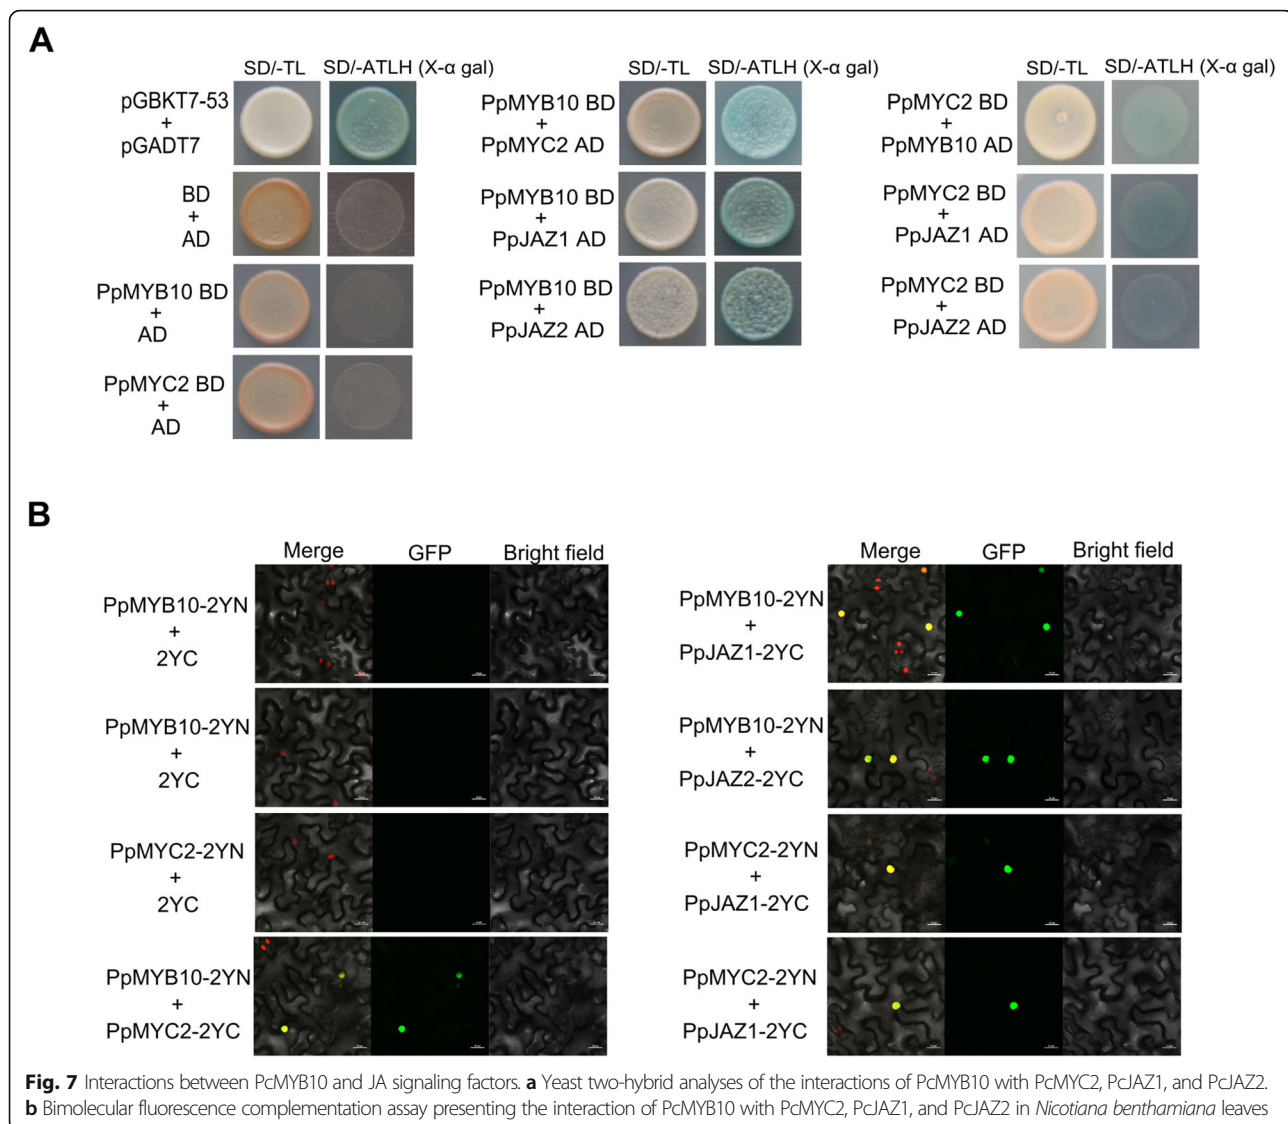 A
SD/-TL SD/-ATLH (X-α gal)
pGBKT7-53
+
pGADT7
BD
+
AD
PpMYB10 BD
+
AD
PpMYC2 BD
+
AD
SD/-TL SD/-ATLH (X-α gal)
PpMYB10 BD
+
PpMYC2 AD
PpMYB10 BD
+
PpJAZ1 AD
PpMYB10 BD
+
PpJAZ2 AD
SD/-TL SD/-ATLH (X-α gal)
PpMYC2 BD
+
PpMYB10 AD
PpMYC2 BD
+
PpJAZ1 AD
PpMYC2 BD
+
PpJAZ2 AD
B
Merge GFP Bright field
PpMYB10-2YN
+
2YC
PpMYB10-2YN
+
2YC
PpMYC2-2YN
+
2YC
PpMYB10-2YN
+
PpMYC2-2YC
Merge GFP Bright field
PpMYB10-2YN
+
PpJAZ1-2YC
PpMYB10-2YN
+
PpJAZ2-2YC
PpMYC2-2YN
+
PpJAZ1-2YC
PpMYC2-2YN
+
PpJAZ1-2YC
Fig. 7 Interactions between PcMYB10 and JA signaling factors. a Yeast two-hybrid analyses of the interactions of PcMYB10 with PcMYC2, PcJAZ1, and PcJAZ2.
b Bimolecular fluorescence complementation assay presenting the interaction of PcMYB10 with PcMYC2, PcJAZ1, and PcJAZ2 in Nicotiana benthamiana leaves